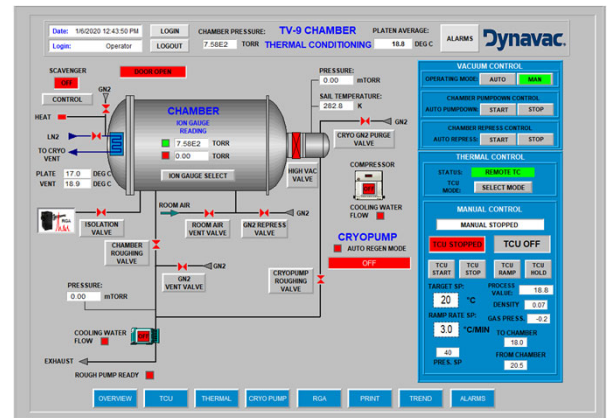 Date: 1/6/2020 12:43:50 PM
Login: Operator
LOGIN
LOGOUT
CHAMBER PRESSURE:
7.58E2 TORR
TV-9 CHAMBER
THERMAL CONDITIONING
PLATEN AVERAGE:
18.8 DEG C
ALARMS
Dynavac.
SCAVENGER
OFF
CONTROL
DOOR OPEN
GN2
HEAT
LN2
TO CRYO
VENT
PLATE 17.0 DEG C
VENT 18.9 DEG C
CHAMBER
ION GAUGE
READING
7.58E2 TORR
0.00 TORR
ION GAUGE SELECT
PRESSURE:
0.00 mTORR
SAIL TEMPERATURE:
282.8 K
GN2
CRYO GN2 PURGE
VALVE
HIGH VAC
VALVE
COMPRESSOR
OFF
COOLING WATER
FLOW
RGA
ISOLATION
VALVE
ROOM AIR
ROOM AIR
VENT VALVE
GN2 REPRESS
VALVE
GN2
CRYOPUMP
AUTO REGEN MODE
OFF
CHAMBER
ROUGHING
VALVE
GN2
GN2
VENT VALVE
CRYOPUMP
ROUGHING
VALVE
PRESSURE:
0.00 mTORR
COOLING WATER
FLOW
OFF
EXHAUST
ROUGH PUMP READY
VACUUM CONTROL
OPERATING MODE: AUTO MAN
CHAMBER PUMPDOWN CONTROL
AUTO PUMPDOWN: START STOP
CHAMBER REPRESS CONTROL
AUTO REPRESS: START STOP
THERMAL CONTROL
STATUS: REMOTE TC
TCU
MODE: SELECT MODE
MANUAL CONTROL
MANUAL STOPPED
TCU STOPPED TCU OFF
TCU START
TCU STOP
TCU RAMP
TCU HOLD
TARGET SP:
20 °C
PROCESS
VALUE: 18.8
DENSITY 0.07
RAMP RATE SP:
3.0 °C/MIN
GAS PRESS. -0.2
TO CHAMBER
18.0
40
PRES. SP
FROM CHAMBER
20.5
OVERVIEW TCU THERMAL CRYO PUMP RGA PRINT TREND ALARMS